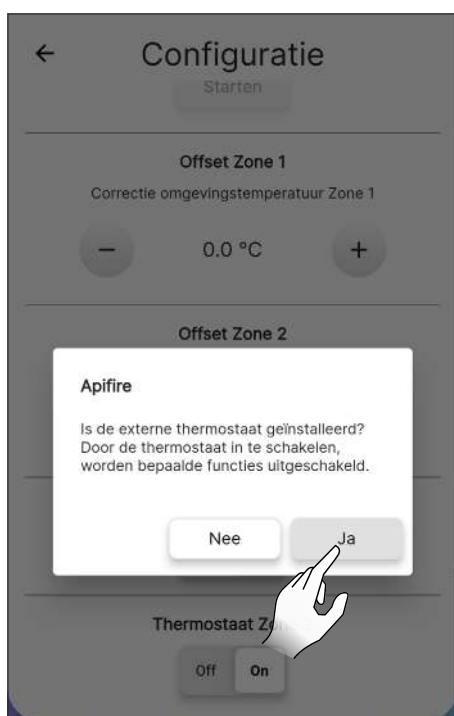 Configuratie
Starten
Offset Zone 1
Correctie omgevingstemperatuur Zone 1
0.0 °C
Offset Zone 2
Apifire
Is de externe thermostaat geïnstalleerd?
Door de thermostaat in te schakelen,
worden bepaalde functies uitgeschakeld.
Nee Ja
Thermostaat
Off On